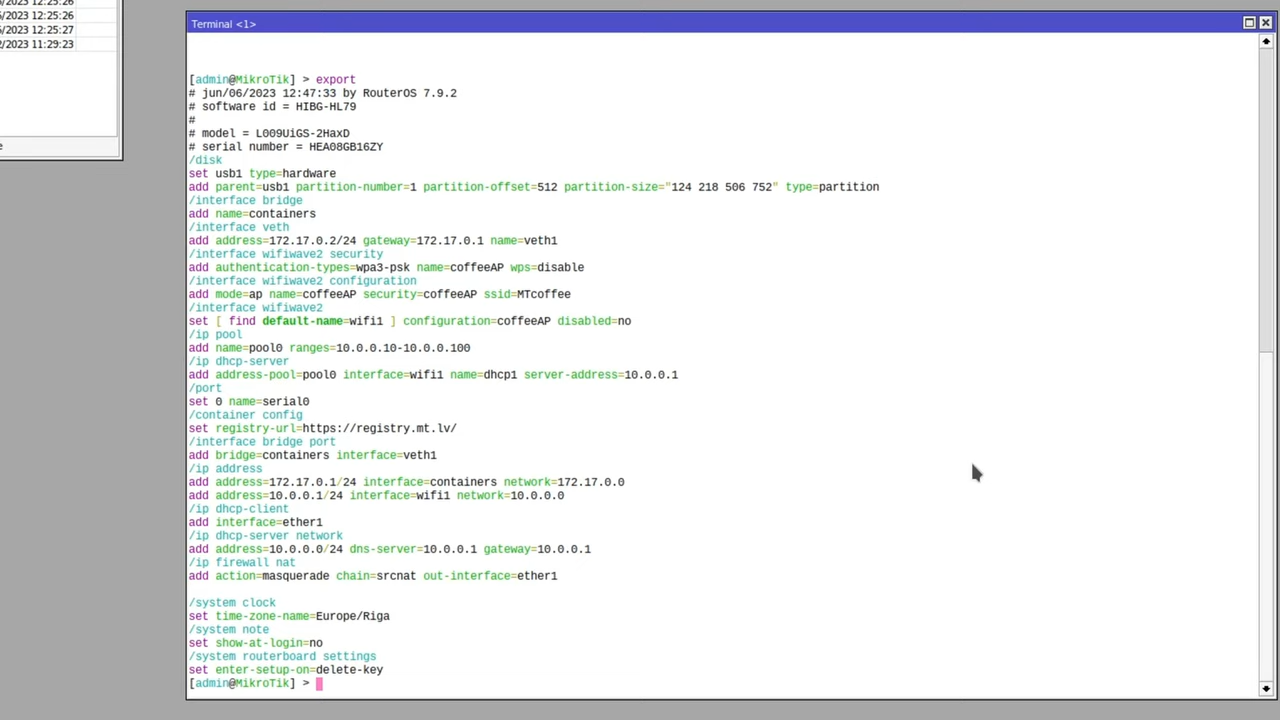 /2023 12:25:26
/2023 12:25:27
/2023 11:29:23
Terminal <1>
[admin@MikroTik] > export
# jun/06/2023 12:47:33 by RouterOS 7.9.2
# software id = HIBG-HL79
#
# model = L009UiGS-2HaxD
# serial number = HEA08GB16ZY
/disk
set usb1 type=hardware
add parent=usb1 partition-number=1 partition-offset=512 partition-size="124 218 506 752" type=partition
/interface bridge
add name=containers
/interface veth
add address=172.17.0.2/24 gateway=172.17.0.1 name=veth1
/interface wifiwave2 security
add authentication-types=wpa3-psk name=coffeeAP wps=disable
/interface wifiwave2 configuration
add mode=ap name=coffeeAP security=coffeeAP ssid=MTcoffee
/interface wifiwave2
set [ find default-name=wifi1 ] configuration=coffeeAP disabled=no
/ip pool
add name=pool0 ranges=10.0.0.10-10.0.0.100
/ip dhcp-server
add address-pool=pool0 interface=wifi1 name=dhcp1 server-address=10.0.0.1
/port
set 0 name=serial0
/container config
set registry-url=https://registry.mt.lv/
/interface bridge port
add bridge=containers interface=veth1
/ip address
add address=172.17.0.1/24 interface=containers network=172.17.0.0
add address=10.0.0.1/24 interface=wifi1 network=10.0.0.0
/ip dhcp-client
add interface=ether1
/ip dhcp-server network
add address=10.0.0.0/24 dns-server=10.0.0.1 gateway=10.0.0.1
/ip firewall nat
add action=masquerade chain=srcnat out-interface=ether1
/system clock
set time-zone-name=Europe/Riga
/system note
set show-at-login=no
/system routerboard settings
set enter-setup-on=delete-key
[admin@MikroTik] >